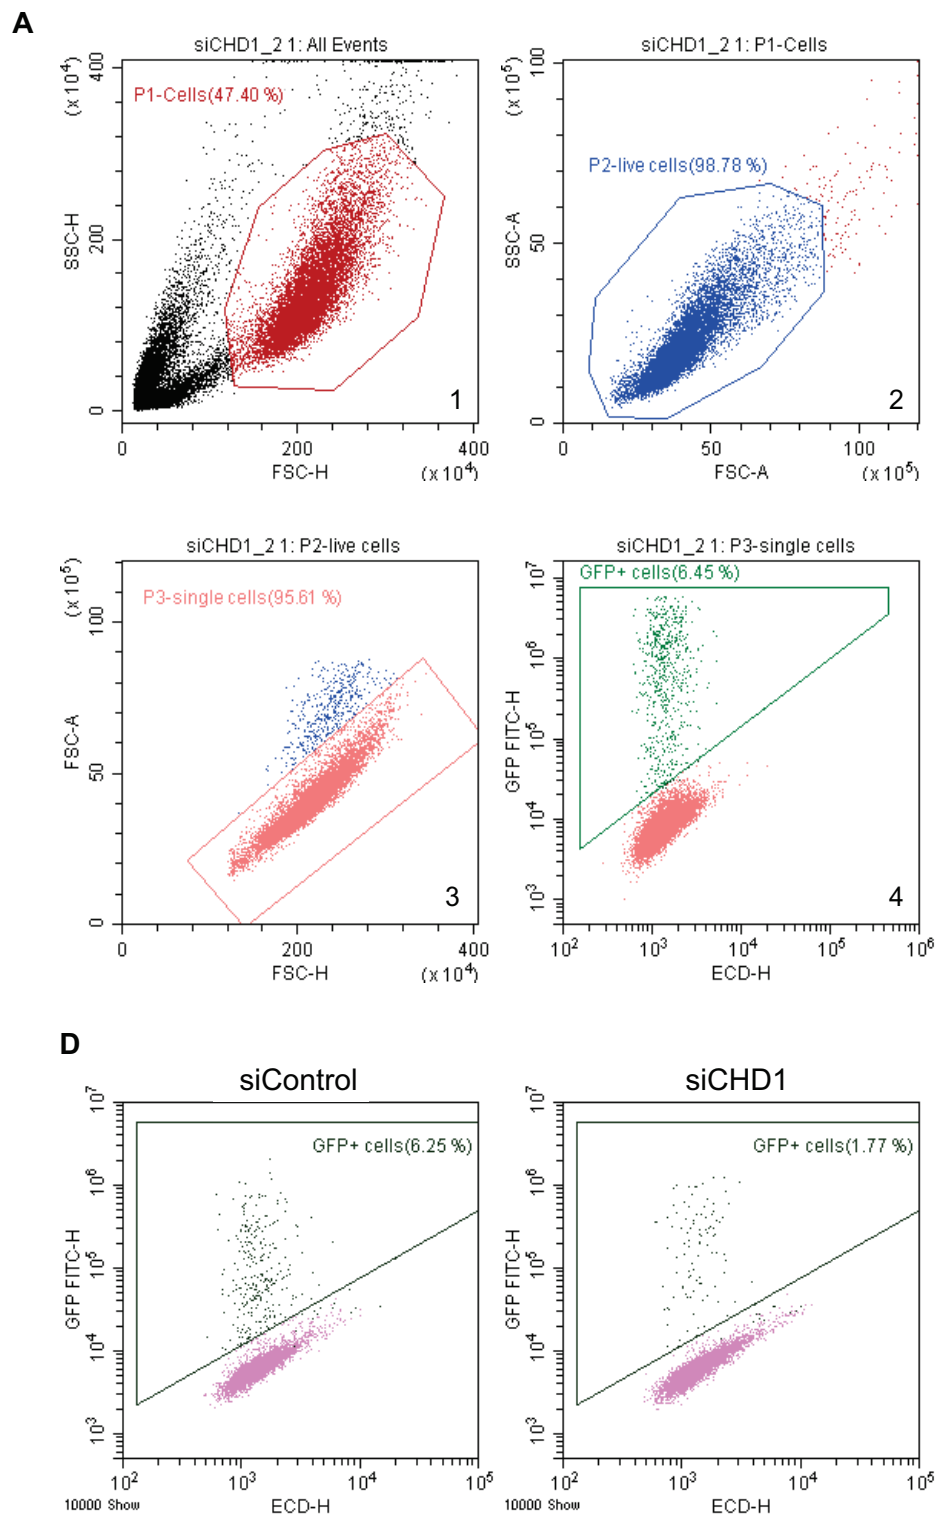 A
siCHD1_2 1: All Events
(x 10⁴)
400
200
0
SSC-H
P1-Cells(47.40 %)
1
0 200 400
FSC-H (x 10⁴)
siCHD1_2 1: P1-Cells
(x 10⁵)
100
50
0
SSC-A
P2-live cells(98.78 %)
2
0 50 100
FSC-A (x 10⁵)
siCHD1_2 1: P2-live cells
(x 10⁵)
100
50
0
FSC-A
P3-single cells(95.61 %)
3
0 200 400
FSC-H (x 10⁴)
siCHD1_2 1: P3-single cells
GFP+ cells(6.45 %)
10⁷
10⁶
10⁵
10⁴
10³
GFP FITC-H
4
10² 10³ 10⁴ 10⁵ 10⁶
ECD-H
D
siControl
10⁷
10⁶
10⁵
10⁴
10³
GFP FITC-H
GFP+ cells(6.25 %)
10² 10³ 10⁴ 10⁵
10000 Show ECD-H
siCHD1
10⁷
10⁶
10⁵
10⁴
10³
GFP FITC-H
GFP+ cells(1.77 %)
10² 10³ 10⁴ 10⁵
10000 Show ECD-H